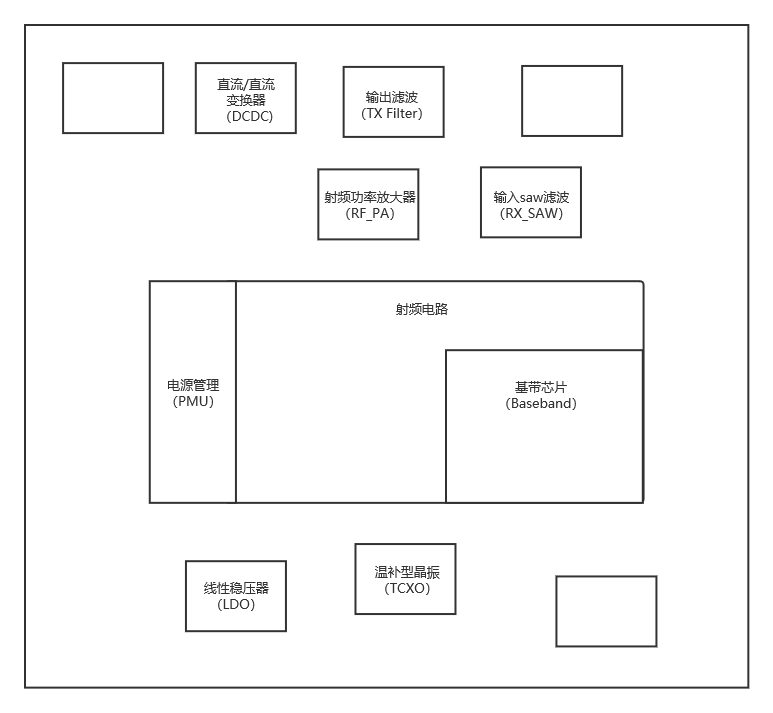 直流/直流
变换器
（DCDC）
输出滤波
（TX Filter）
射频功率放大器
（RF_PA）
输入saw滤波
（RX_SAW）
射频电路
电源管理
（PMU）
基带芯片
（Baseband）
线性稳压器
（LDO）
温补型晶振
（TCXO）